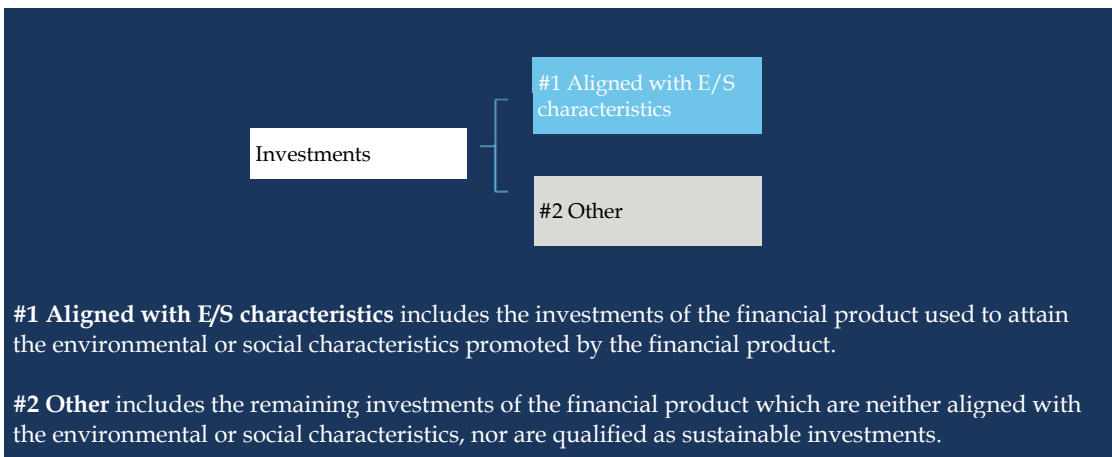 #1 Aligned with E/S
characteristics
Investments
#2 Other
#1 Aligned with E/S characteristics includes the investments of the financial product used to attain
the environmental or social characteristics promoted by the financial product.
#2 Other includes the remaining investments of the financial product which are neither aligned with
the environmental or social characteristics, nor are qualified as sustainable investments.